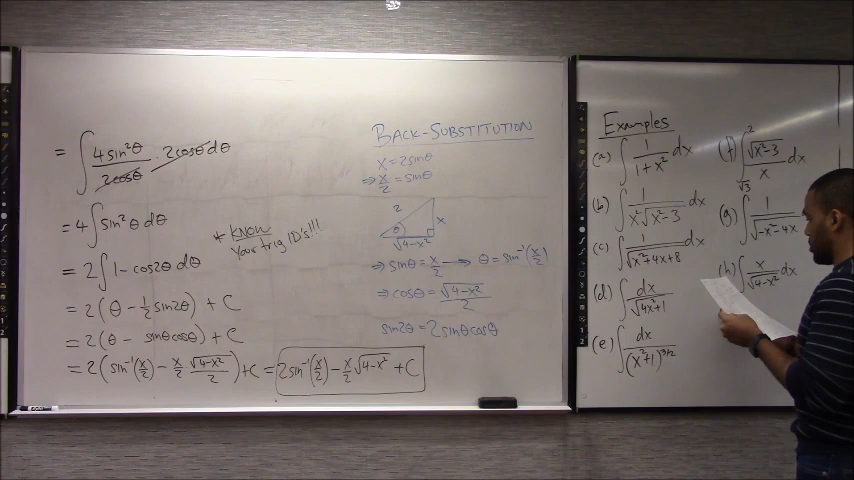 = ∫ 4sin²θ/2cosθ · 2cosθ dθ
= 4 ∫ sin²θ dθ
= 2 ∫ 1 - cos2θ dθ
= 2(θ - 1/2 sin2θ) + C
= 2(θ - sinθcosθ) + C
= 2(sin⁻¹(x/2) - x/2 √(4-x²)/2) + C = 2sin⁻¹(x/2) - x/2 √(4-x²) + C
* KNOW
your trig ID's!!!
BACK-SUBSTITUTION
x = 2sinθ
⇒ x/2 = sinθ
2
θ
x
√(4-x²)
⇒ sinθ = x/2 ⇒ θ = sin⁻¹(x/2)
⇒ cosθ = √(4-x²)/2
sin2θ = 2sinθcosθ
Examples
(a) ∫ 1/(1+x²) dx
(b) ∫ 1/(x²√(x²-3)) dx
(c) ∫ 1/√(x²+4x+8) dx
(d) ∫ dx/√(4x²+1)
(e) ∫ dx/(x²+1)^(3/2)
(f) ∫_√3^2 √(x²-3)/x dx
(g) ∫ 1/√(-x²-4x)
(h) ∫ x/√(4-x²) dx